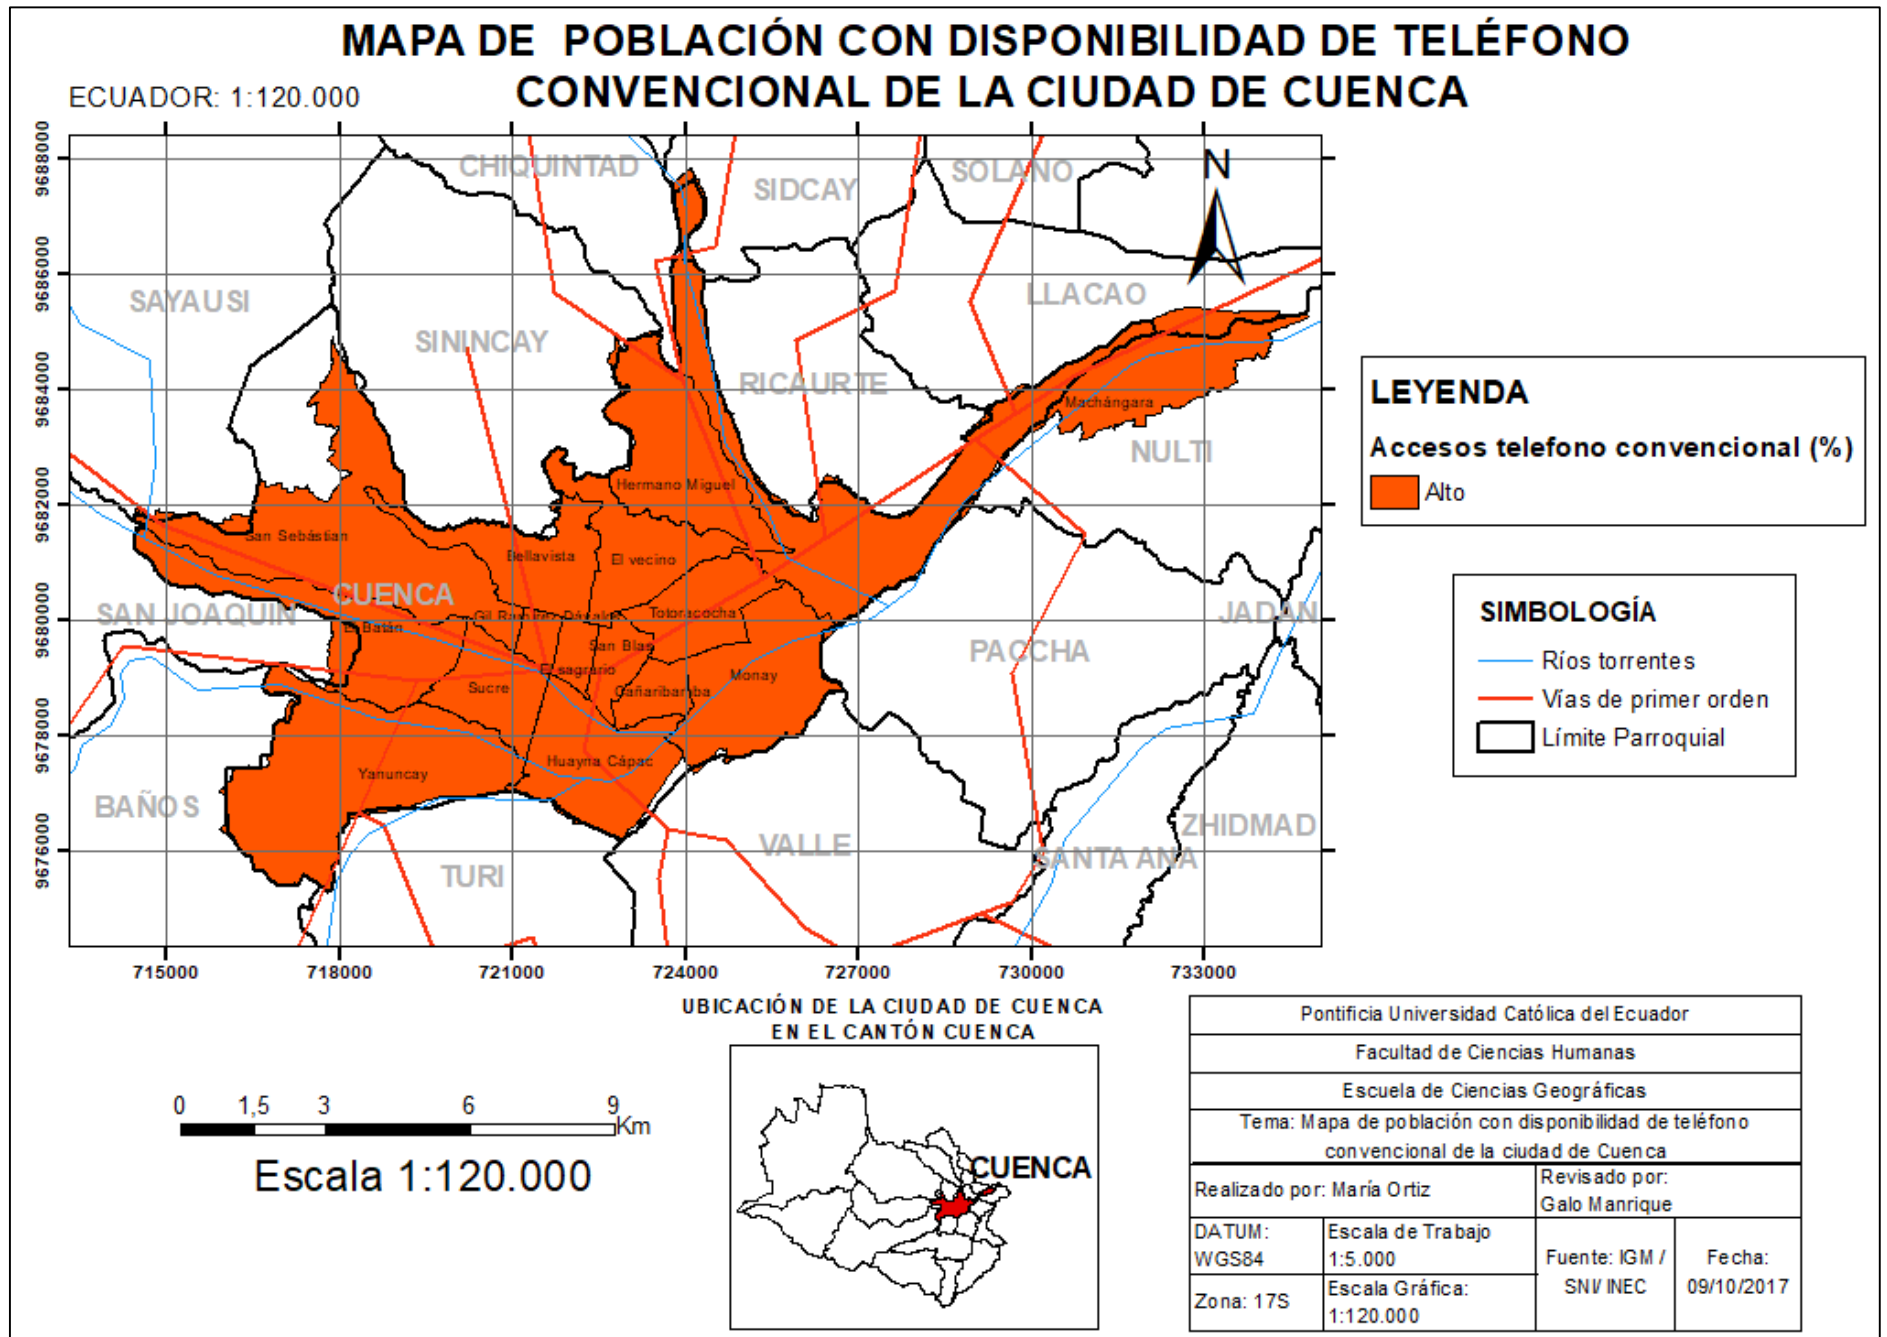 MAPA DE POBLACIÓN CON DISPONIBILIDAD DE TELÉFONO
CONVENCIONAL DE LA CIUDAD DE CUENCA
ECUADOR: 1:120.000
9688000
9686000
9684000
9682000
9680000
9678000
9676000
CHIQUINTAD
SIDCAY
SOLANO
N
SAYAUSI
LLACAO
SININCAY
RICAURTE
Machángara
NULTI
Hermano Miguel
San Sebástian
Bellavista
El vecino
CUENCA
SAN JOAQUIN
Gil Ramírez Dávalos
Totoracocha
JADAN
El Batán
San Blas
PACCHA
El sagrario
Monay
Sucre
Cañaribamba
Huayna Cápac
Yanuncay
BAÑOS
ZHIDMAD
VALLE
SANTA ANA
TURI
715000
718000
721000
724000
727000
730000
733000
LEYENDA
Accesos telefono convencional (%)
Alto
SIMBOLOGÍA
Ríos torrentes
Vías de primer orden
Límite Parroquial
0 1,5 3 6 9
Km
Escala 1:120.000
UBICACIÓN DE LA CIUDAD DE CUENCA
EN EL CANTÓN CUENCA
CUENCA
Pontificia Universidad Católica del Ecuador
Facultad de Ciencias Humanas
Escuela de Ciencias Geográficas
Tema: Mapa de población con disponibilidad de teléfono
convencional de la ciudad de Cuenca
Realizado por: María Ortiz
Revisado por:
Galo Manrique
DATUM:
WGS84
Escala de Trabajo
1:5.000
Fuente: IGM /
SNI/ INEC
Fecha:
09/10/2017
Zona: 17S
Escala Gráfica:
1:120.000